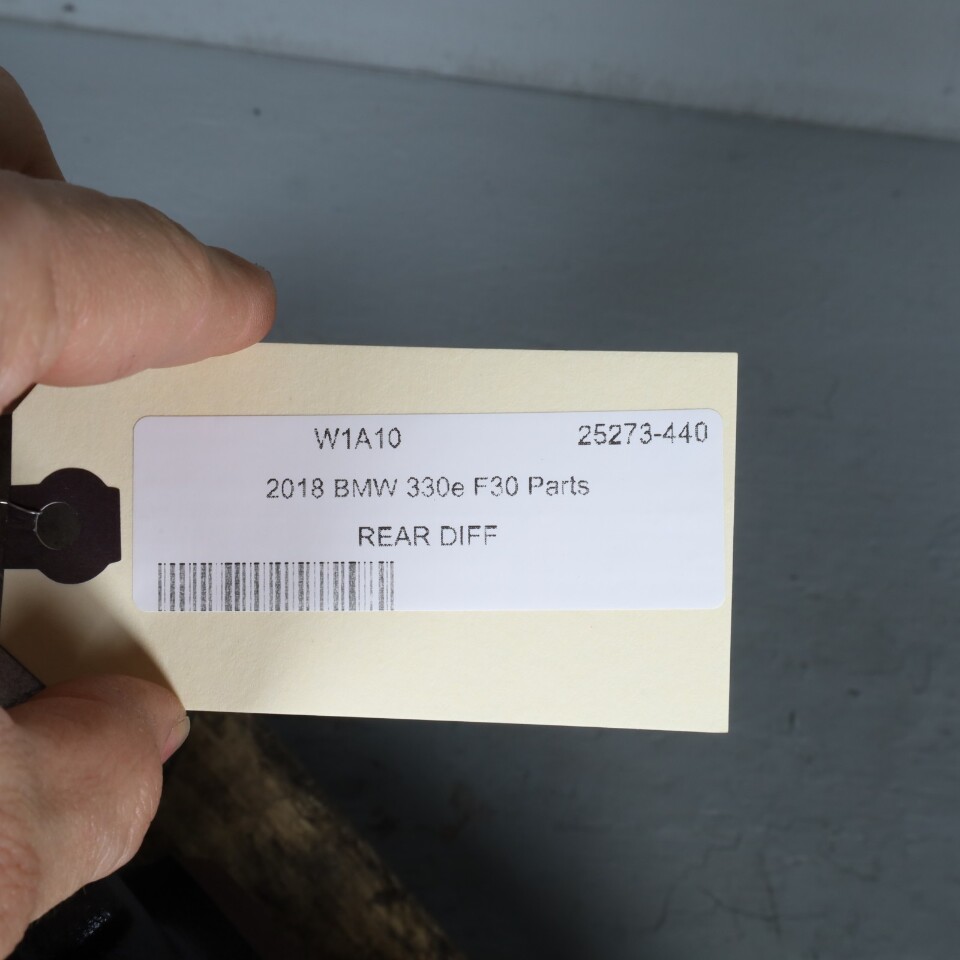 W1A10 25273-440
2018 BMW 330e F30 Parts
REAR DIFF